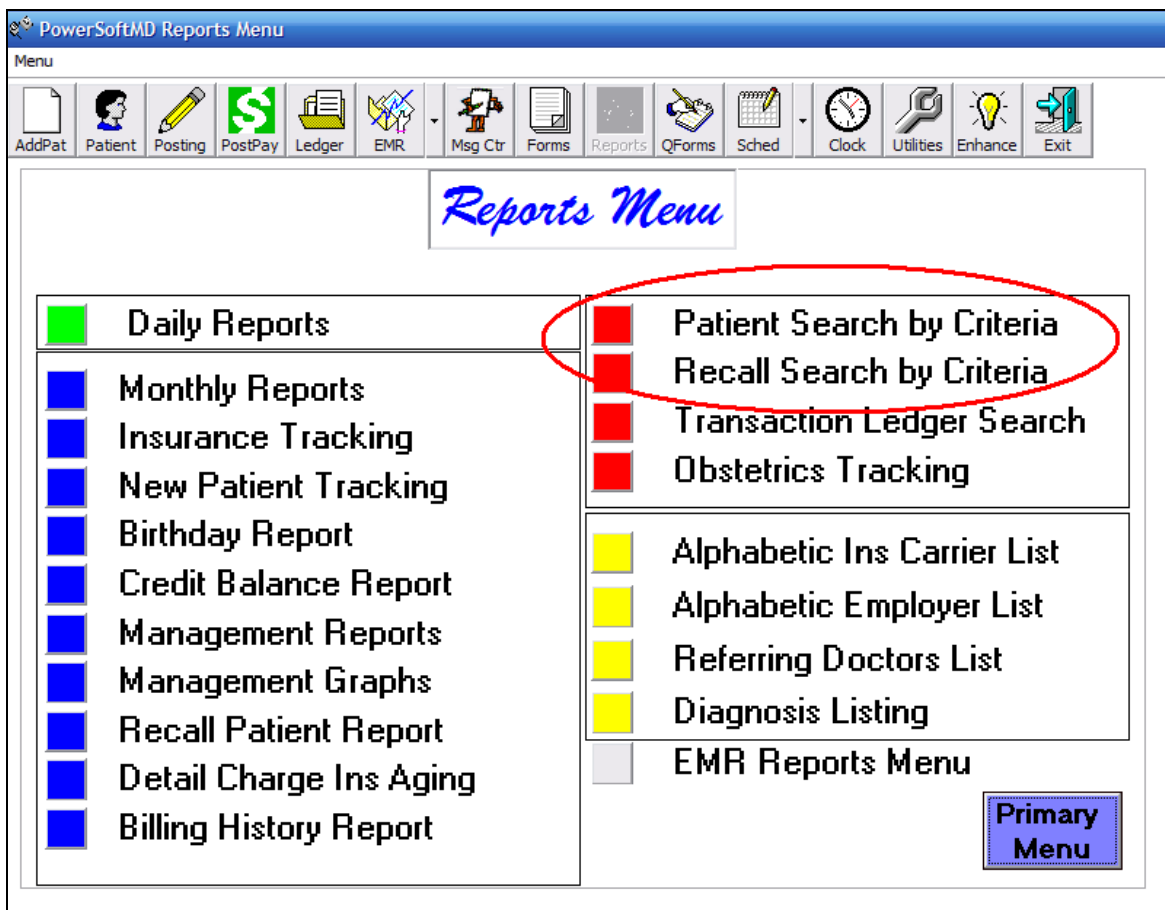 PowerSoftMD Reports Menu
Menu
AddPat Patient Posting PostPay Ledger EMR Msg Ctr Forms Reports QForms Sched Clock Utilities Enhance Exit
Reports Menu
Daily Reports
Monthly Reports
Insurance Tracking
New Patient Tracking
Birthday Report
Credit Balance Report
Management Reports
Management Graphs
Recall Patient Report
Detail Charge Ins Aging
Billing History Report
Patient Search by Criteria
Recall Search by Criteria
Transaction Ledger Search
Obstetrics Tracking
Alphabetic Ins Carrier List
Alphabetic Employer List
Referring Doctors List
Diagnosis Listing
EMR Reports Menu
Primary
Menu